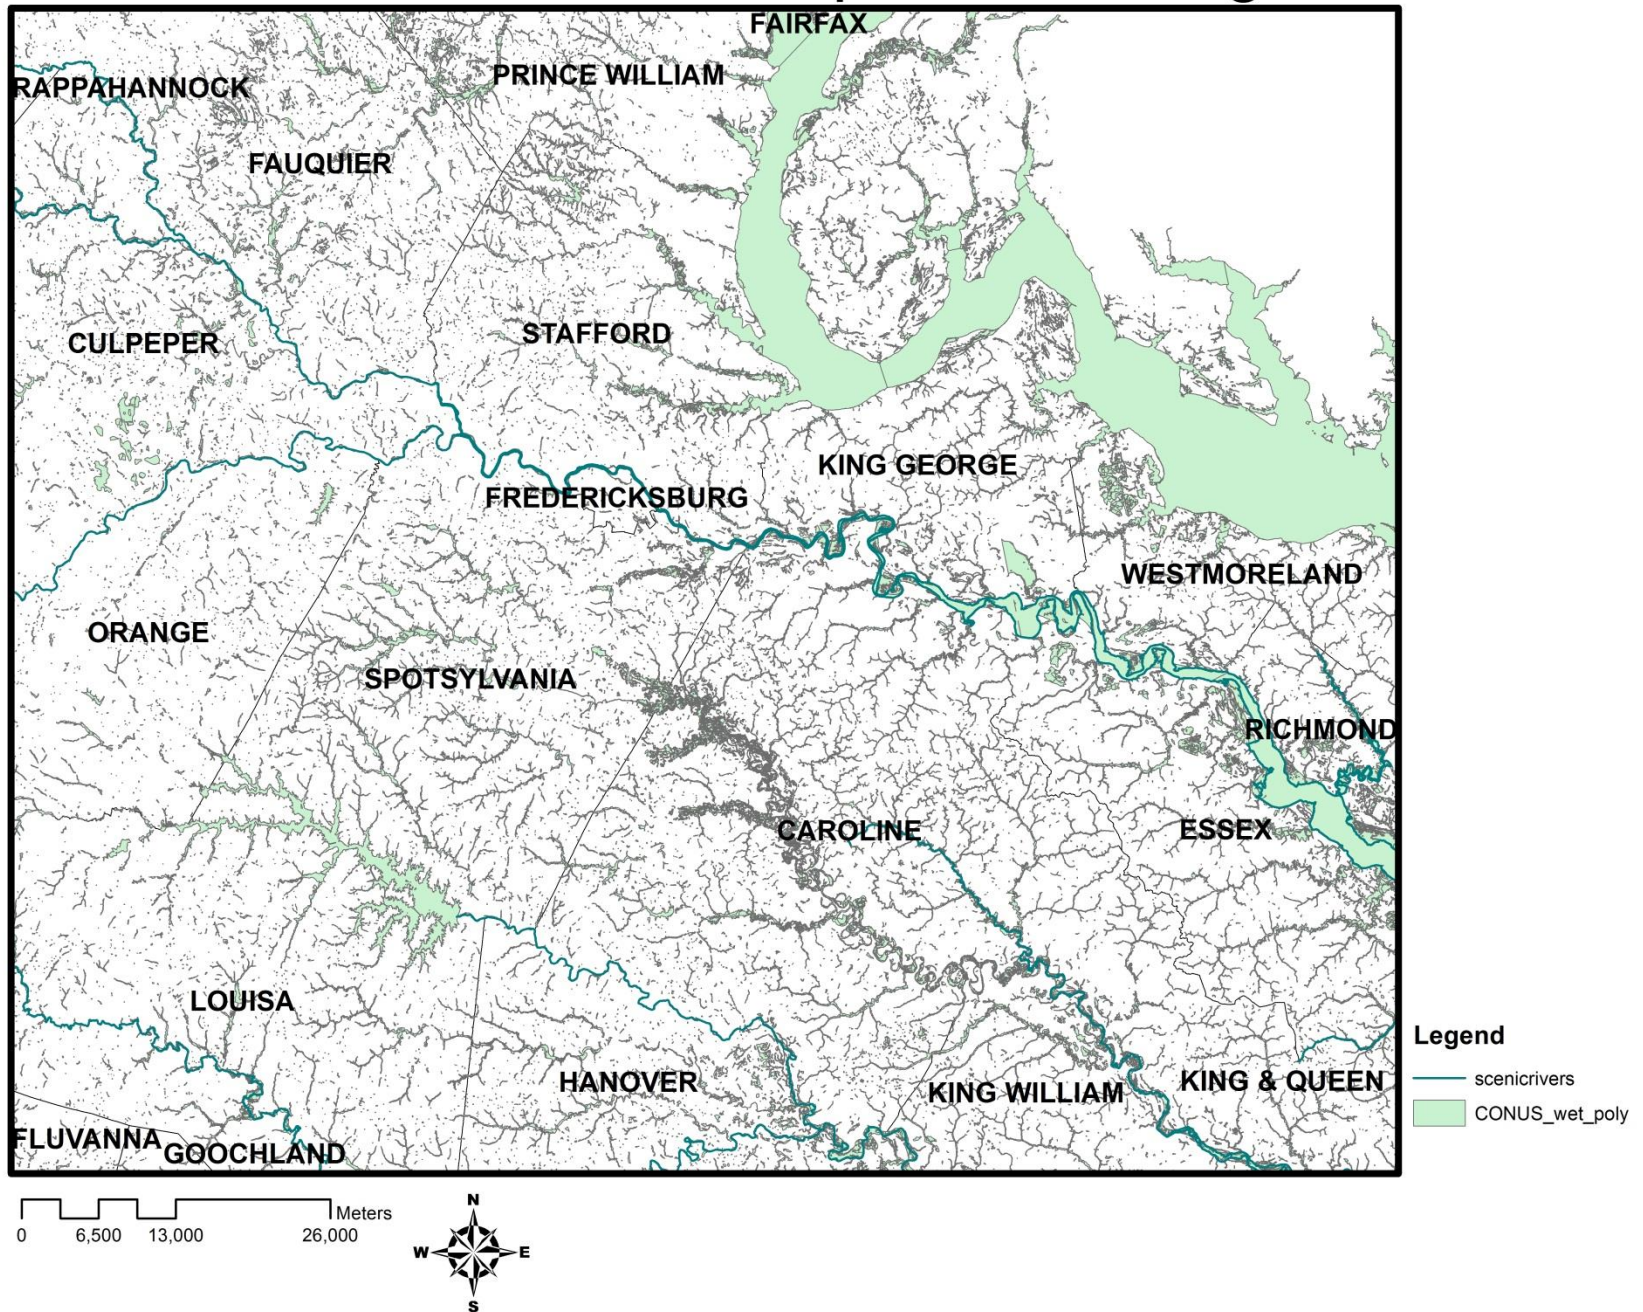 FAIRFAX
PRINCE WILLIAM
RAPPAHANNOCK
FAUQUIER
STAFFORD
CULPEPER
KING GEORGE
FREDERICKSBURG
WESTMORELAND
ORANGE
SPOTSYLVANIA
RICHMOND
CAROLINE
ESSEX
LOUISA
HANOVER
KING WILLIAM
KING & QUEEN
FLUVANNA
GOOCHLAND
Legend
scenicrivers
CONUS_wet_poly
Meters
0 6,500 13,000 26,000
N
W E
S